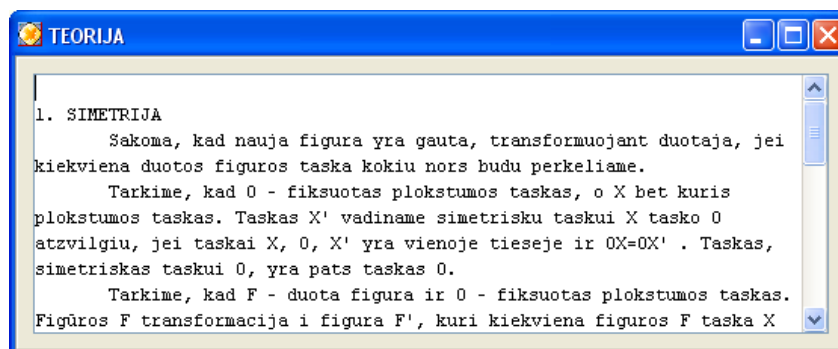 TEORIJA
1. SIMETRIJA
Sakoma, kad nauja figura yra gauta, transformuojant duotaja, jei
kiekviena duotos figuros taska kokiu nors budu perkeliame.
Tarkime, kad O - fiksuotas plokstumos taskas, o X bet kuris
plokstumos taskas. Taskas X' vadiname simetrisku taskui X tasko O
atzvilgiu, jei taskai X, O, X' yra vienoje tieseje ir OX=OX' . Taskas,
simetriskas taskui O, yra pats taskas O.
Tarkime, kad F - duota figura ir O - fiksuotas plokstumos taskas.
Figūros F transformacija i figura F', kuri kiekviena figuros F taska X